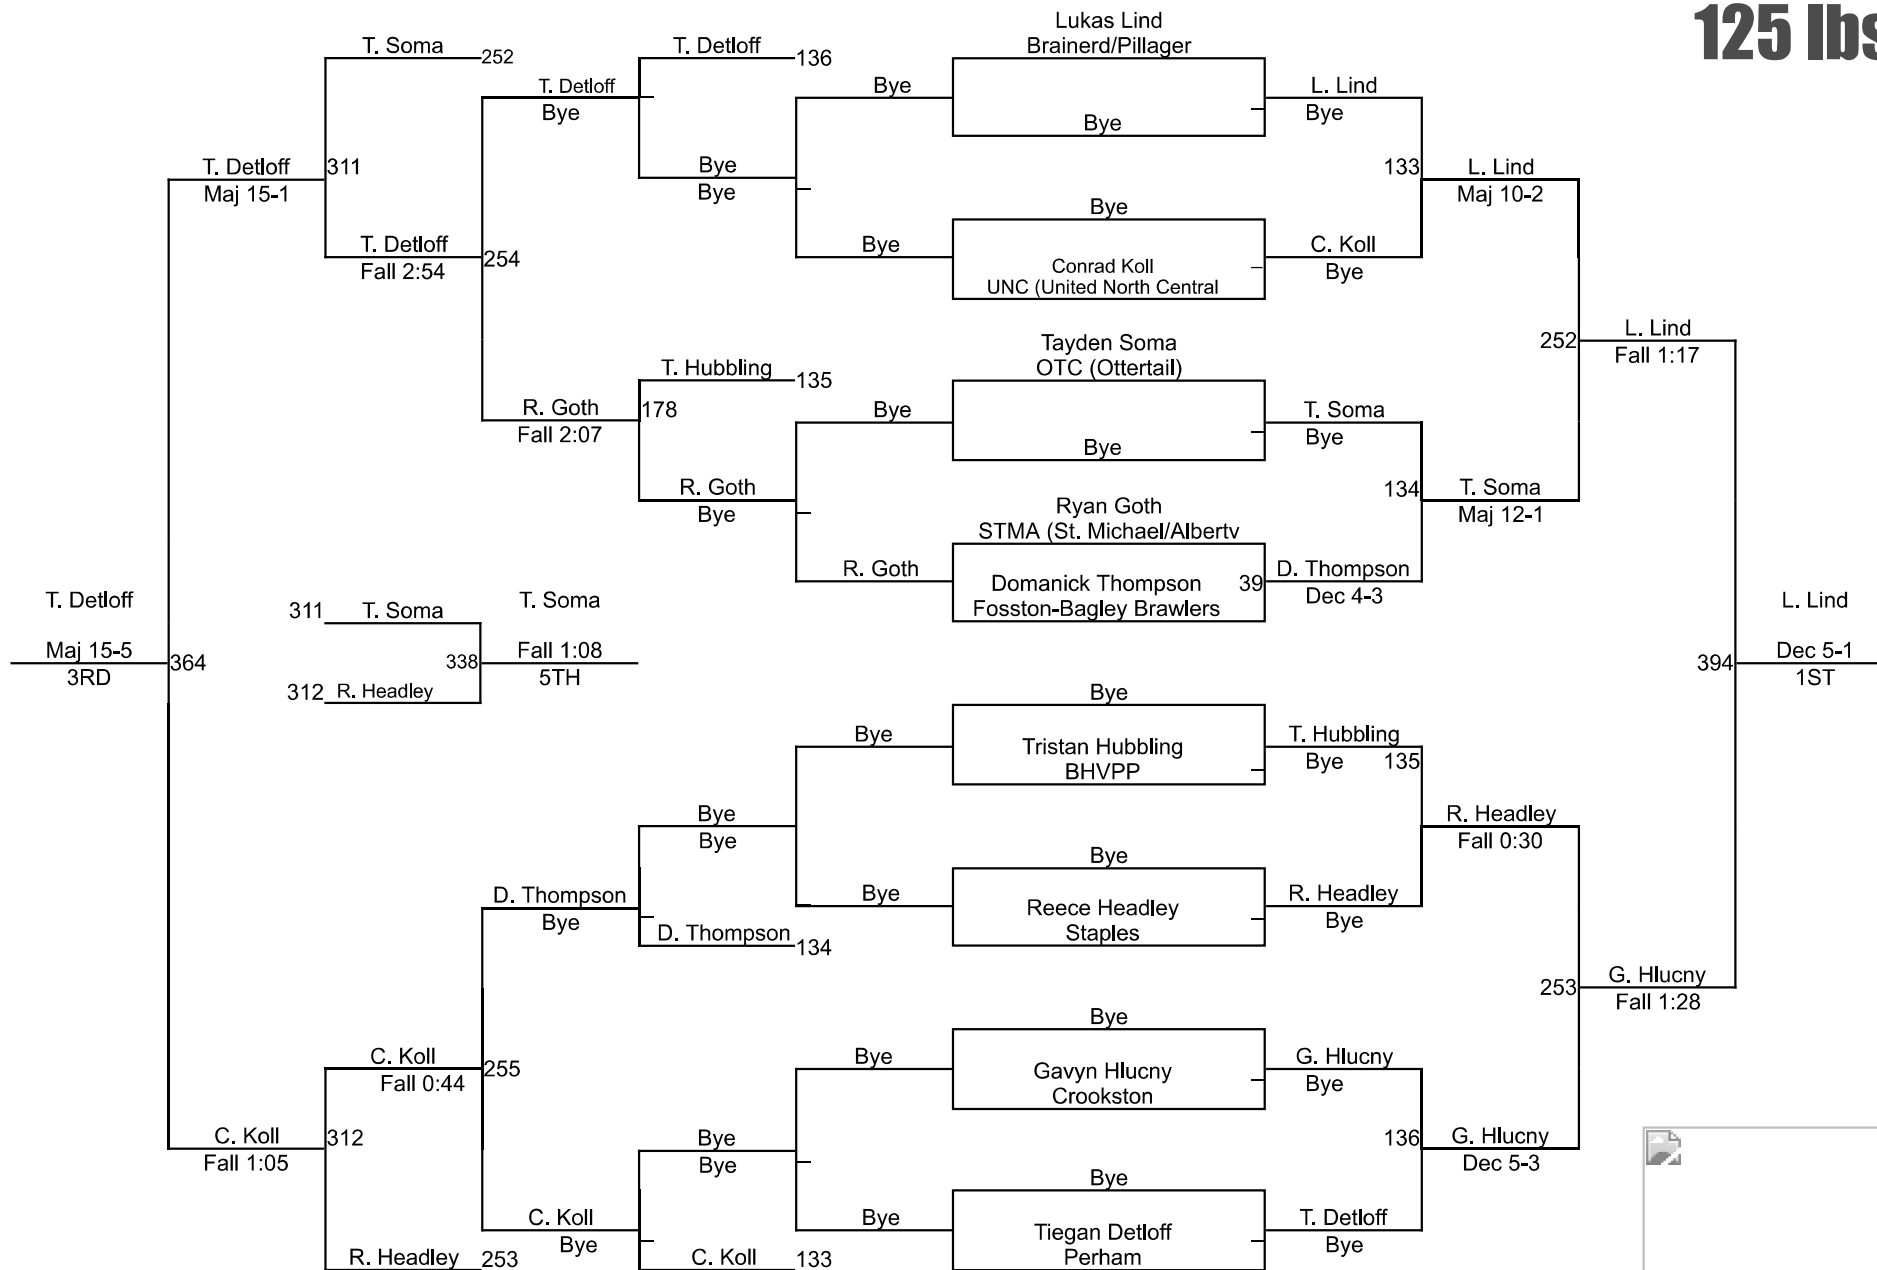 125 lbs
Lukas Lind
Brainerd/Pillager
T. Soma
252
T. Detloff
136
T. Detloff
Bye
Bye
L. Lind
Bye
Bye
T. Detloff
Maj 15-1
311
Bye
Bye
133
L. Lind
Maj 10-2
Bye
T. Detloff
Fall 2:54
254
Bye
Conrad Koll
UNC (United North Central
C. Koll
Bye
Tayden Soma
OTC (Ottertail)
252
L. Lind
Fall 1:17
T. Hubbling
135
R. Goth
Fall 2:07
178
Bye
T. Soma
Bye
Bye
R. Goth
Bye
134
T. Soma
Maj 12-1
Ryan Goth
STMA (St. Michael/Albertv
R. Goth
Domanick Thompson
Fosston-Bagley Brawlers
39
D. Thompson
Dec 4-3
T. Detloff
Maj 15-5
3RD
364
311
T. Soma
312
R. Headley
338
T. Soma
Fall 1:08
5TH
L. Lind
394
Dec 5-1
1ST
Bye
Bye
Tristan Hubbling
BHVPP
T. Hubbling
Bye
135
Bye
Bye
R. Headley
Fall 0:30
Bye
D. Thompson
Bye
Bye
Reece Headley
Staples
R. Headley
Bye
D. Thompson
134
253
G. Hlucny
Fall 1:28
Bye
C. Koll
Fall 0:44
255
Bye
Gavyn Hlucny
Crookston
G. Hlucny
Bye
C. Koll
Fall 1:05
312
Bye
Bye
136
G. Hlucny
Dec 5-3
Bye
C. Koll
Bye
Bye
Tiegan Detloff
Perham
T. Detloff
Bye
R. Headley
253
C. Koll
133